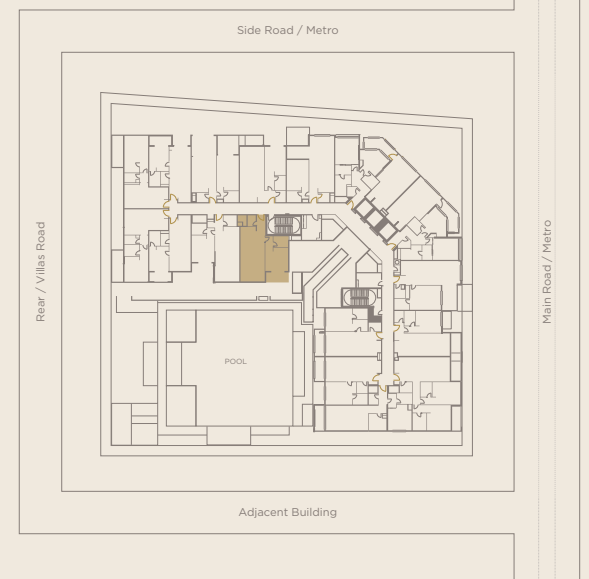 Side Road / Metro
Rear / Villas Road
Main Road / Metro
POOL
Adjacent Building